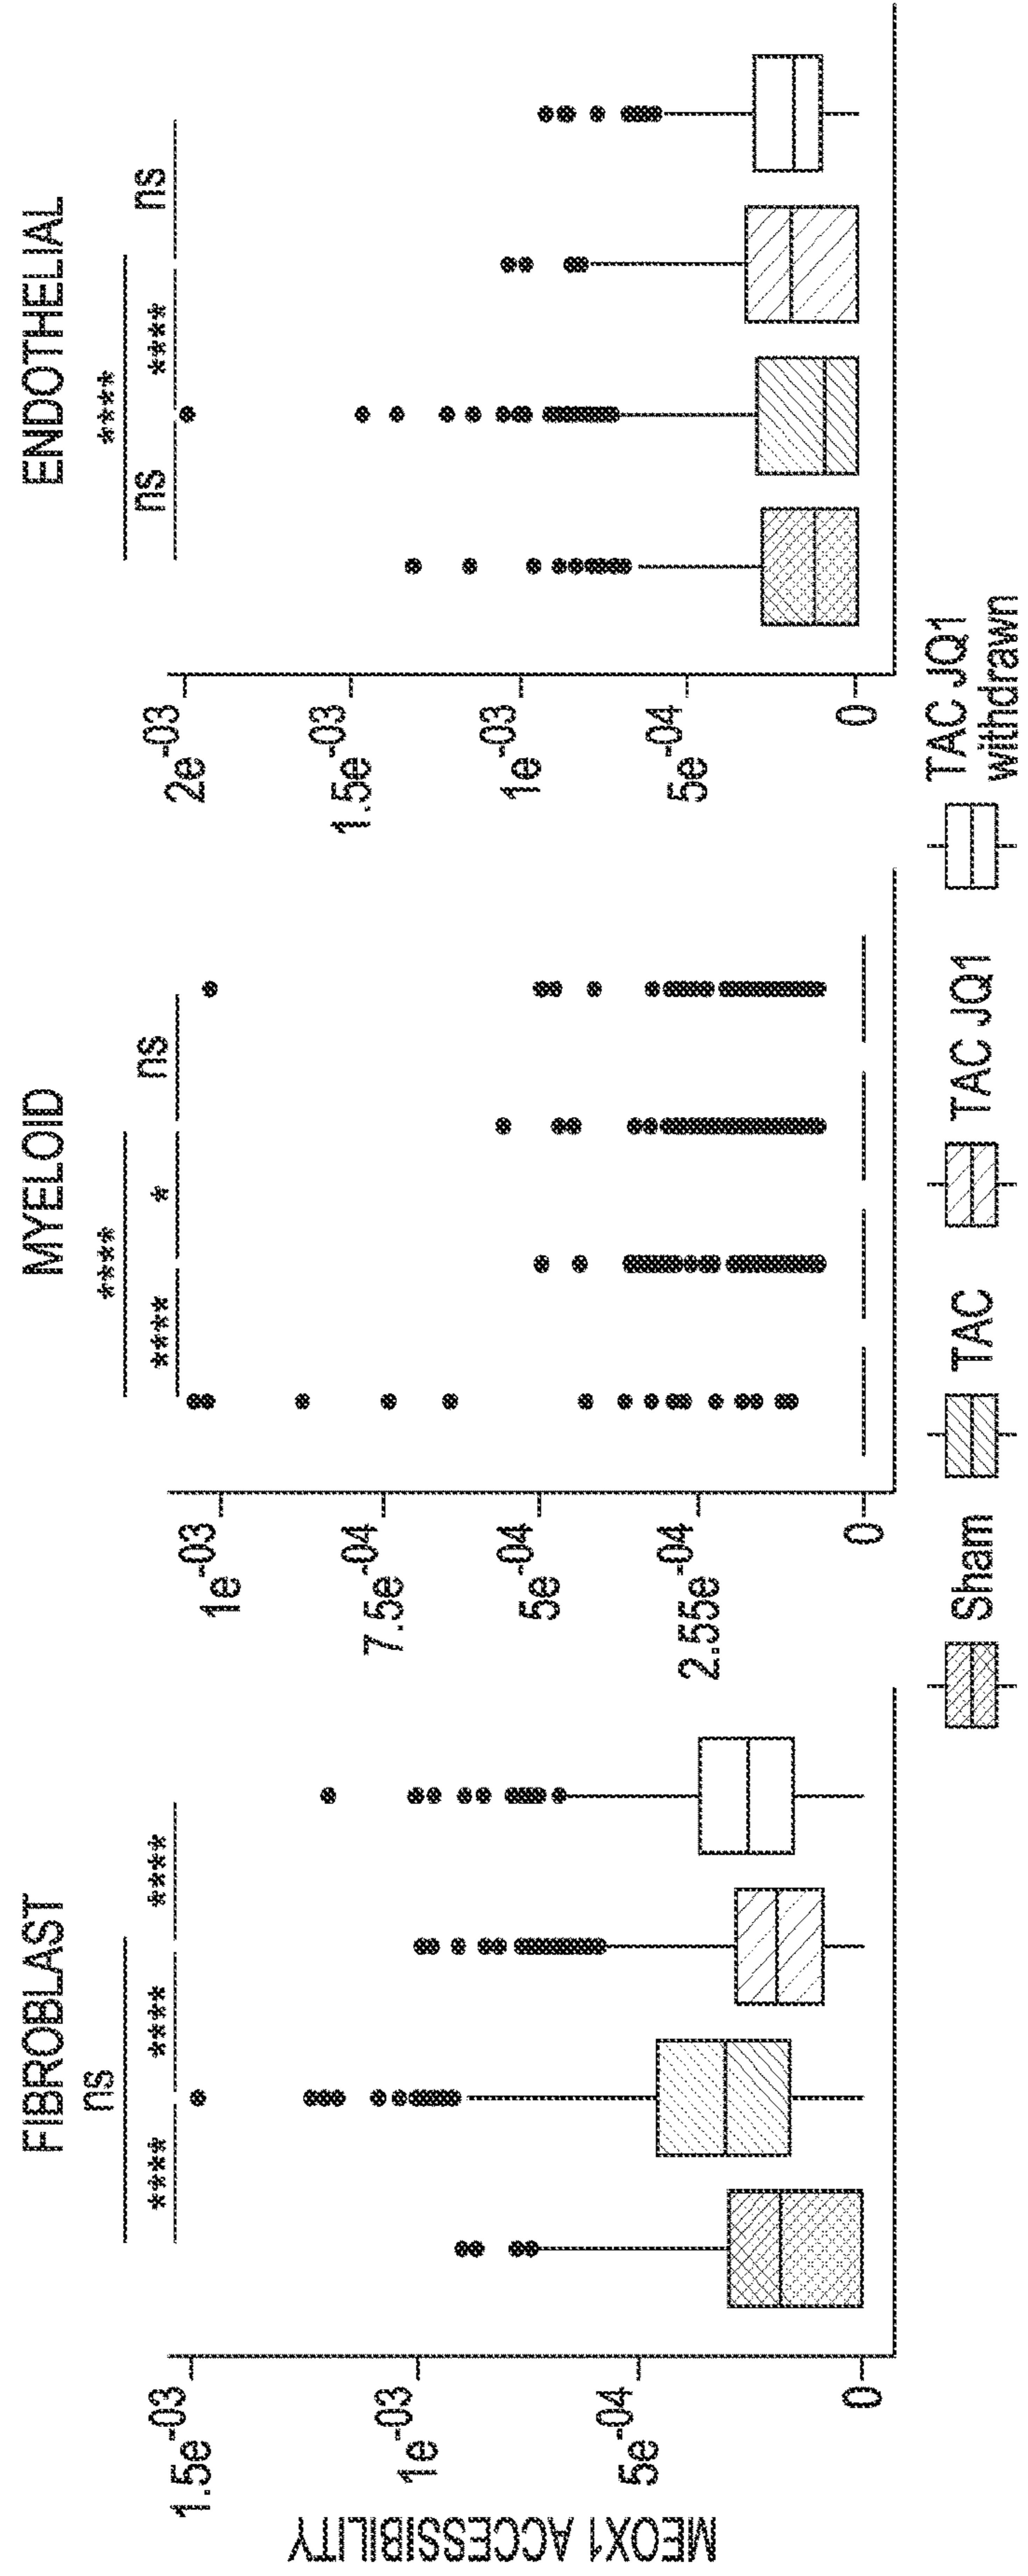 FIBROBLAST
ns
**** **** ****
MEOX1 ACCESSIBILITY
1.5e-03
1e-03
5e-04
0
MYELOID
****
**** * ns
1e-03
7.5e-04
5e-04
2.55e-04
0
ENDOTHELIAL
****
ns **** ns
2e-03
1.5e-03
1e-03
5e-04
0
Sham TAC TAC JQ1 TAC JQ1
withdrawn